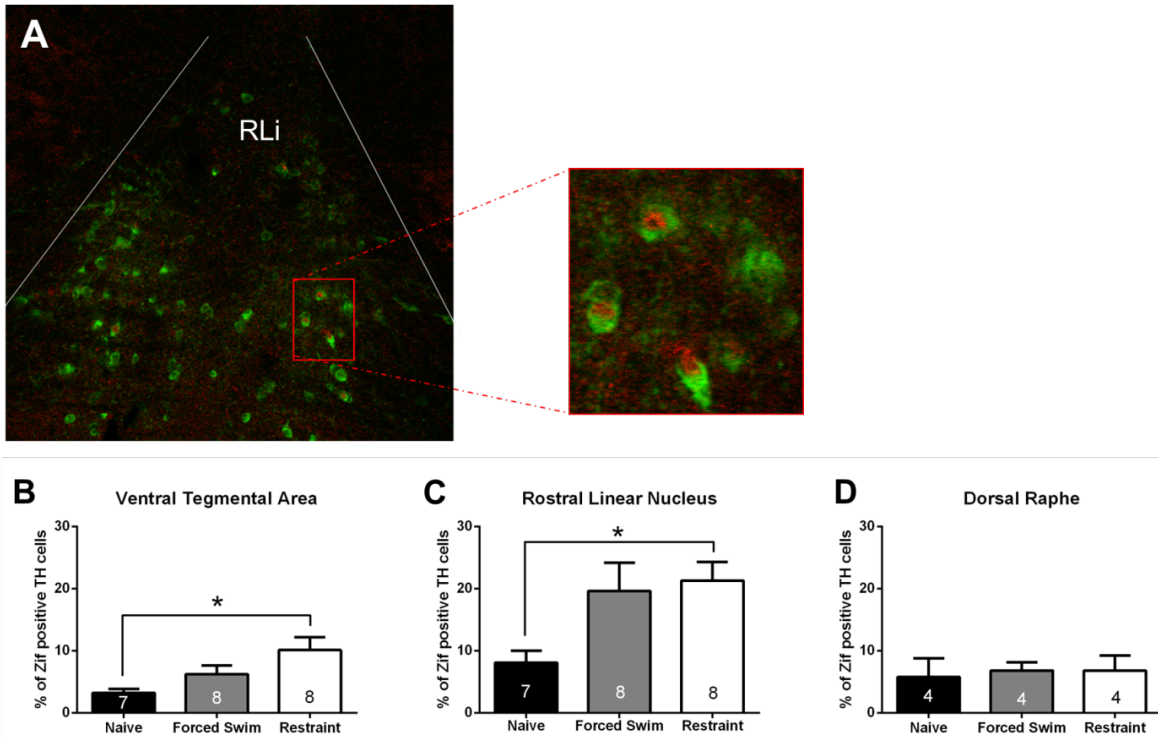 A
RLi
B
Ventral Tegmental Area
% of Zif positive TH cells
30
20
10
0
*
7
8
8
Naive
Forced Swim
Restraint
C
Rostral Linear Nucleus
% of Zif positive TH cells
30
20
10
0
*
7
8
8
Naive
Forced Swim
Restraint
D
Dorsal Raphe
% of Zif positive TH cells
30
20
10
0
4
4
4
Naive
Forced Swim
Restraint